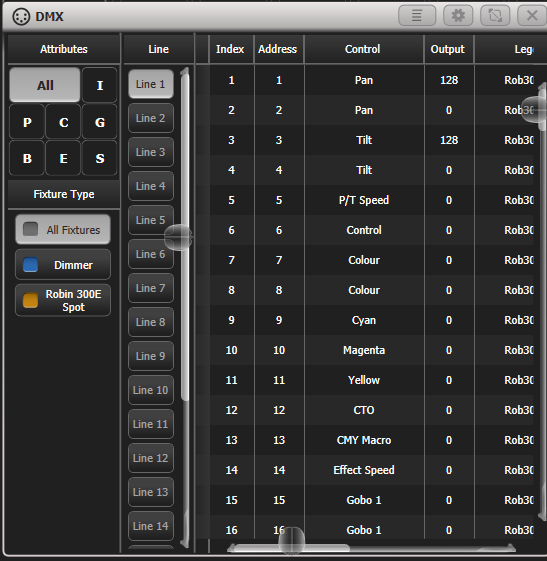 DMX
Attributes
All
I
P
C
G
B
E
S
Fixture Type
All Fixtures
Dimmer
Robin 300E
Spot
Line
Line 1
Line 2
Line 3
Line 4
Line 5
Line 6
Line 7
Line 8
Line 9
Line 10
Line 11
Line 12
Line 13
Line 14
Index Address Control Output Leg
1 1 Pan 128 Rob30
2 2 Pan 0 Rob30
3 3 Tilt 128 Rob30
4 4 Tilt 0 Rob30
5 5 P/T Speed 0 Rob30
6 6 Control 0 Rob30
7 7 Colour 0 Rob30
8 8 Colour 0 Rob30
9 9 Cyan 0 Rob30
10 10 Magenta 0 Rob30
11 11 Yellow 0 Rob30
12 12 CTO 0 Rob30
13 13 CMY Macro 0 Rob30
14 14 Effect Speed 0 Rob30
15 15 Gobo 1 0 Rob30
16 16 Gobo 1 0 Rob30